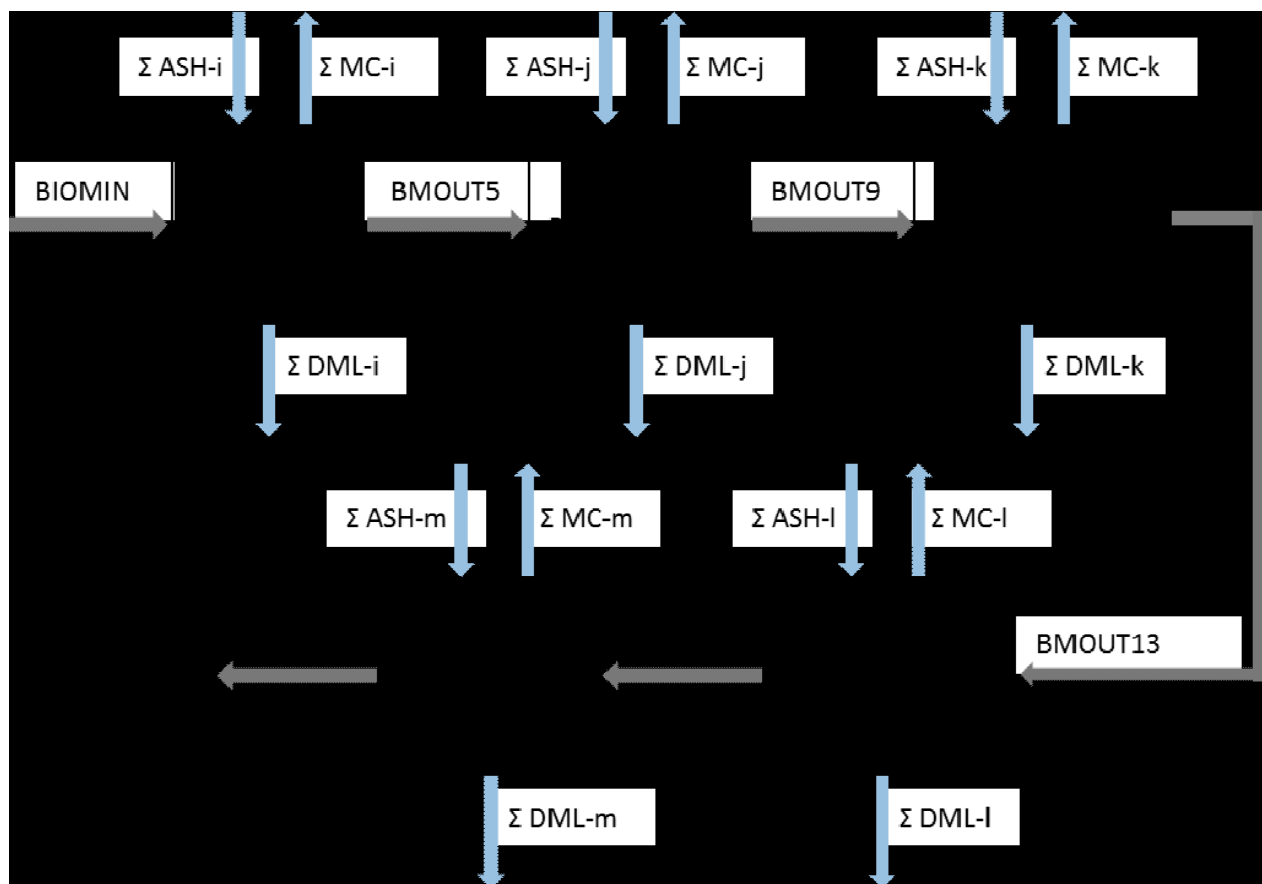 Σ ASH-i
Σ MC-i
Σ ASH-j
Σ MC-j
Σ ASH-k
Σ MC-k
BIOMIN
BMOUT5
BMOUT9
Σ DML-i
Σ DML-j
Σ DML-k
Σ ASH-m
Σ MC-m
Σ ASH-l
Σ MC-l
BMOUT13
Σ DML-m
Σ DML-l